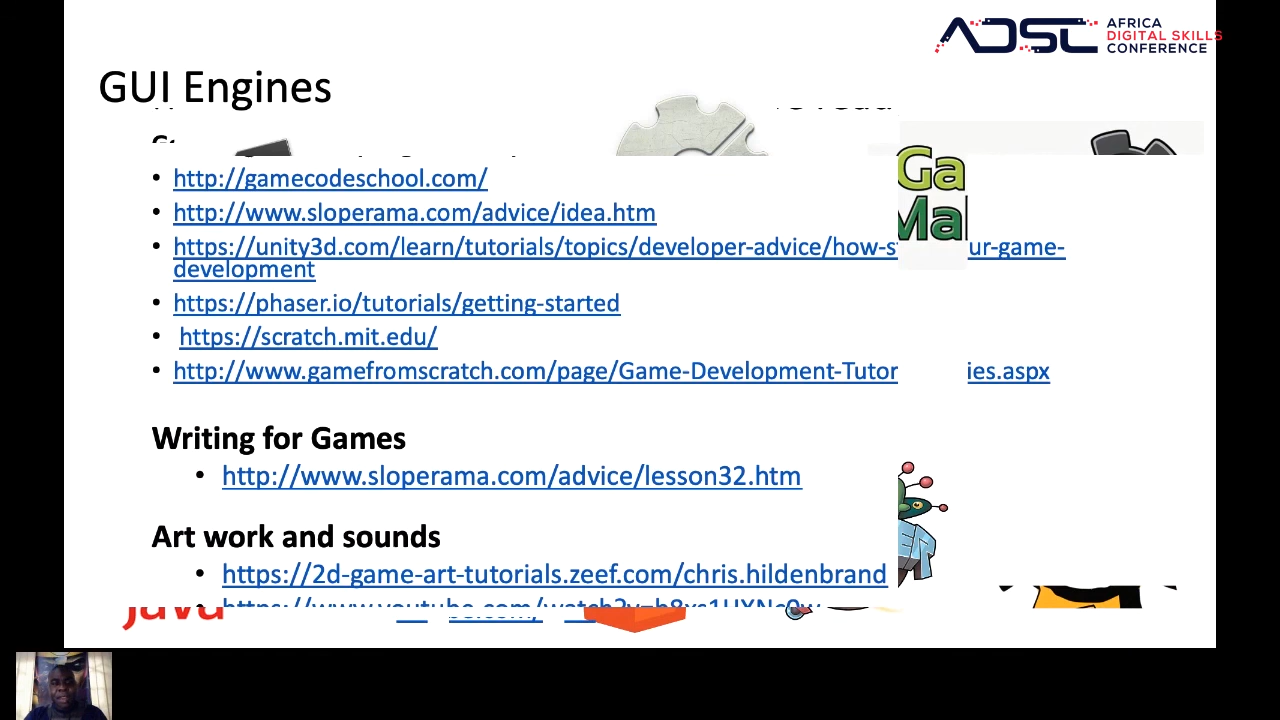 AFRICA
DIGITAL SKILLS
CONFERENCE
GUI Engines
• http://gamecodeschool.com/
• http://www.sloperama.com/advice/idea.htm
• https://unity3d.com/learn/tutorials/topics/developer-advice/how-s ur-game-
development
• https://phaser.io/tutorials/getting-started
• https://scratch.mit.edu/
• http://www.gamefromscratch.com/page/Game-Development-Tutor ies.aspx
Ga
Ma
Writing for Games
• http://www.sloperama.com/advice/lesson32.htm
Art work and sounds
• https://2d-game-art-tutorials.zeef.com/chris.hildenbrand